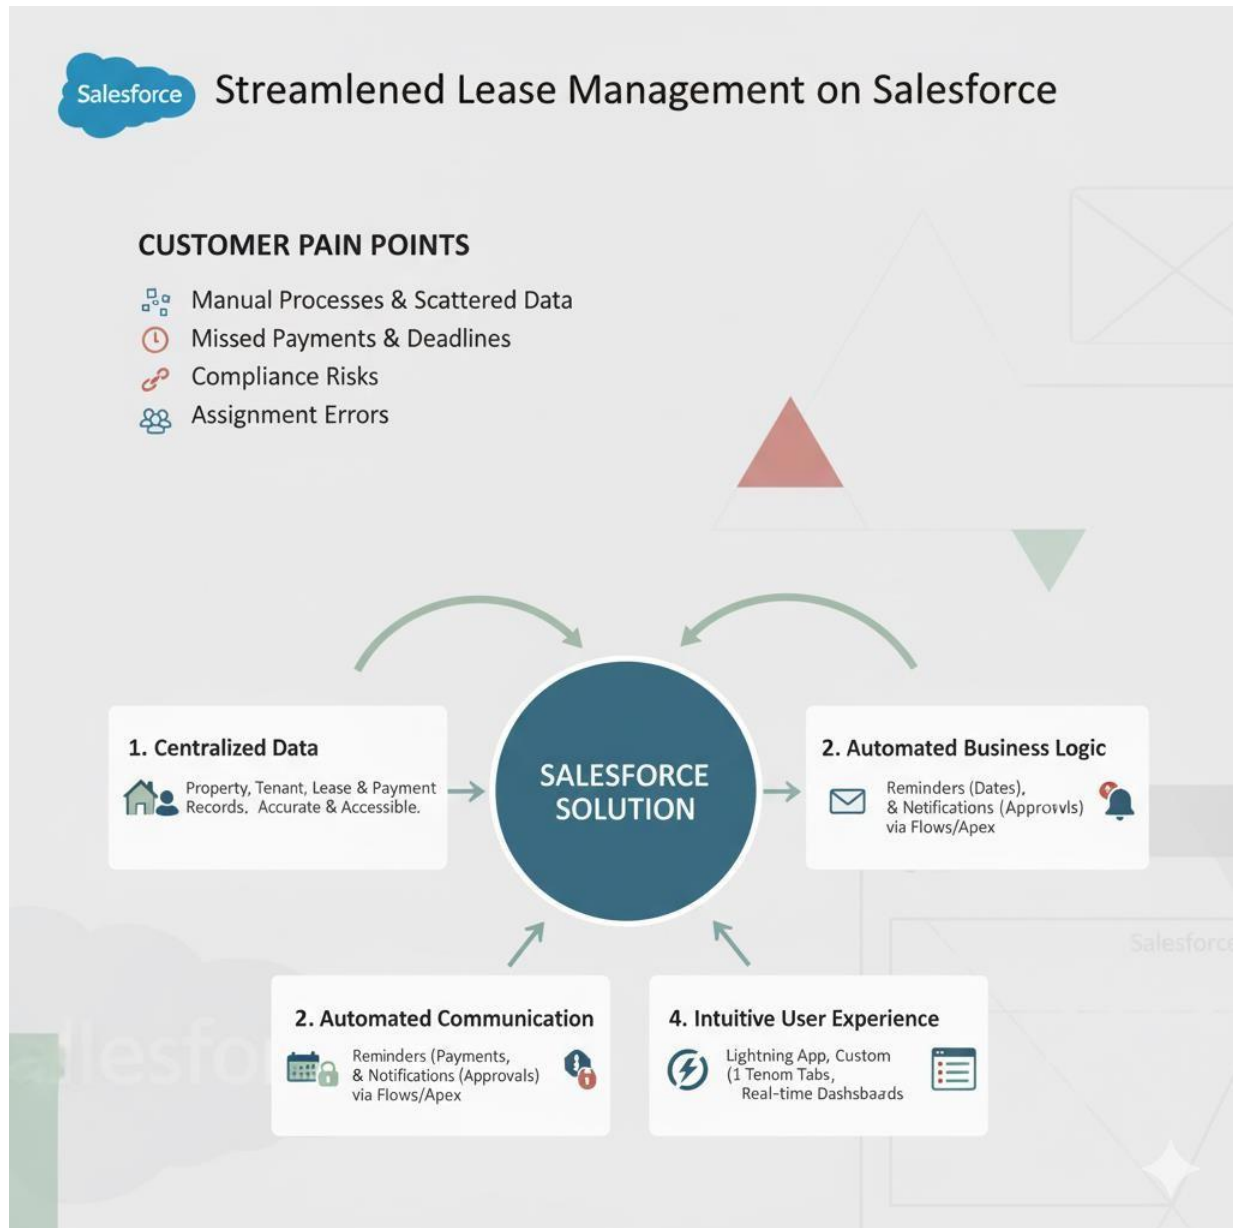 Salesforce
Streamlened Lease Management on Salesforce
CUSTOMER PAIN POINTS
Manual Processes & Scattered Data
Missed Payments & Deadlines
Compliance Risks
Assignment Errors
1. Centralized Data
Property, Tenant, Lease & Payment
Records. Accurate & Accessible.
SALESFORCE
SOLUTION
2. Automated Business Logic
Reminders (Dates),
& Notifications (Approvls)
via Flows/Apex
Salesforce
llesfor
2. Automated Communication
Reminders (Payments,
& Notifications (Approvals)
via Flows/Apex
4. Intuitive User Experience
Lightning App, Custom
(1 Tenom Tabs,
Real-time Dashsbaards